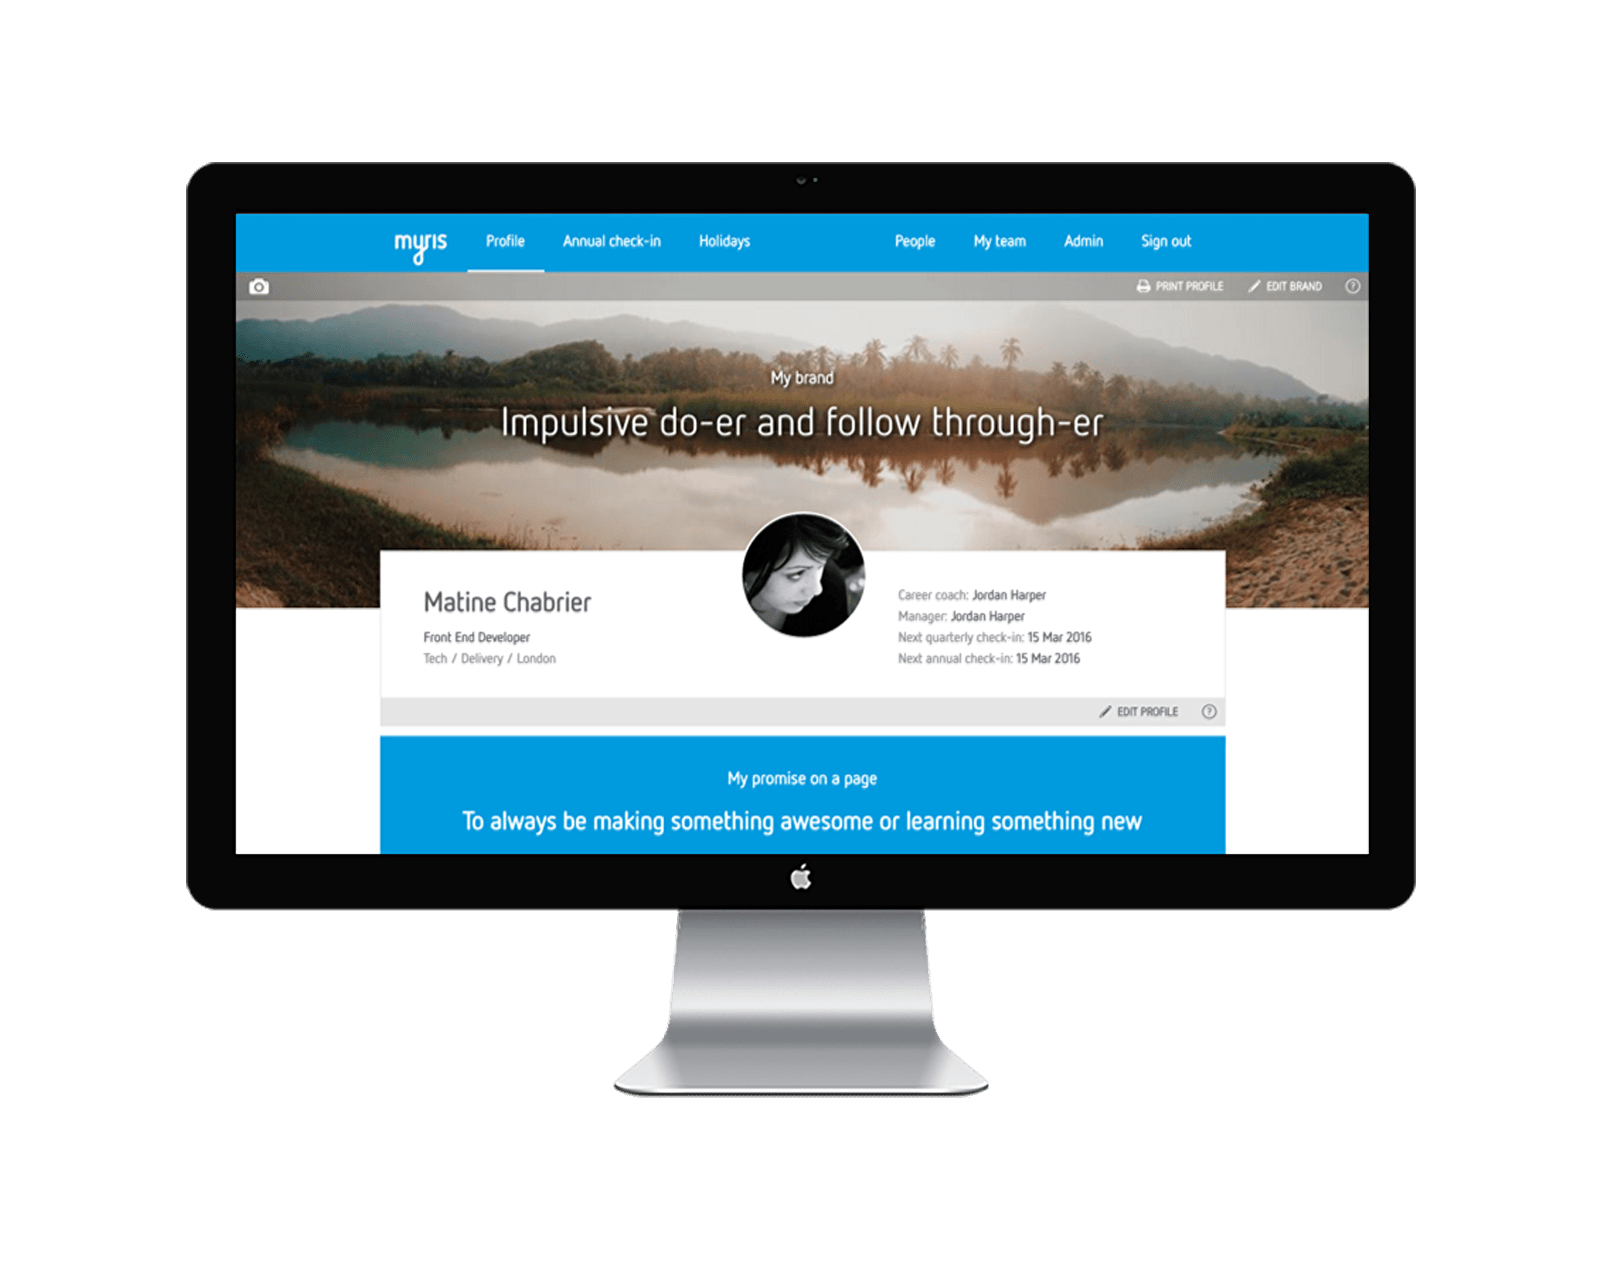 myris Profile Annual check-in Holidays People My team Admin Sign out
PRINT PROFILE EDIT BRAND ?
My brand
Impulsive do-er and follow through-er
Matine Chabrier
Front End Developer
Tech / Delivery / London
Career coach: Jordan Harper
Manager: Jordan Harper
Next quarterly check-in: 15 Mar 2016
Next annual check-in: 15 Mar 2016
EDIT PROFILE ?
My promise on a page
To always be making something awesome or learning something new